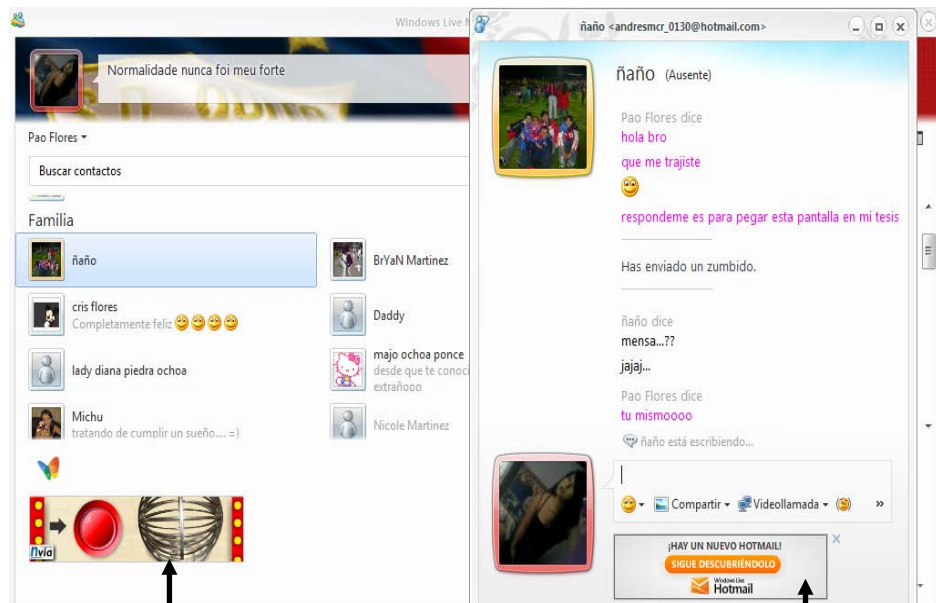 Windows Live
Normalidade nunca foi meu forte
Pao Flores
Buscar contactos
Familia
ñaño
BrYaN Martinez
cris flores
Completamente feliz
Daddy
lady diana piedra ochoa
majo ochoa ponce
desde que te conoci
extrañooo
Michu
tratando de cumplir un sueño.... =)
Nicole Martinez
nvia
ñaño <andresmcr_0130@hotmail.com>
ñaño (Ausente)
Pao Flores dice
hola bro
que me trajiste
respondeme es para pegar esta pantalla en mi tesis
Has enviado un zumbido.
ñaño dice
mensa...??
jajaj...
Pao Flores dice
tu mismoooo
ñaño está escribiendo...
Compartir
Videollamada
»
¡HAY UN NUEVO HOTMAIL!
SIGUE DESCUBRIÉNDOLO
Windows Live
Hotmail